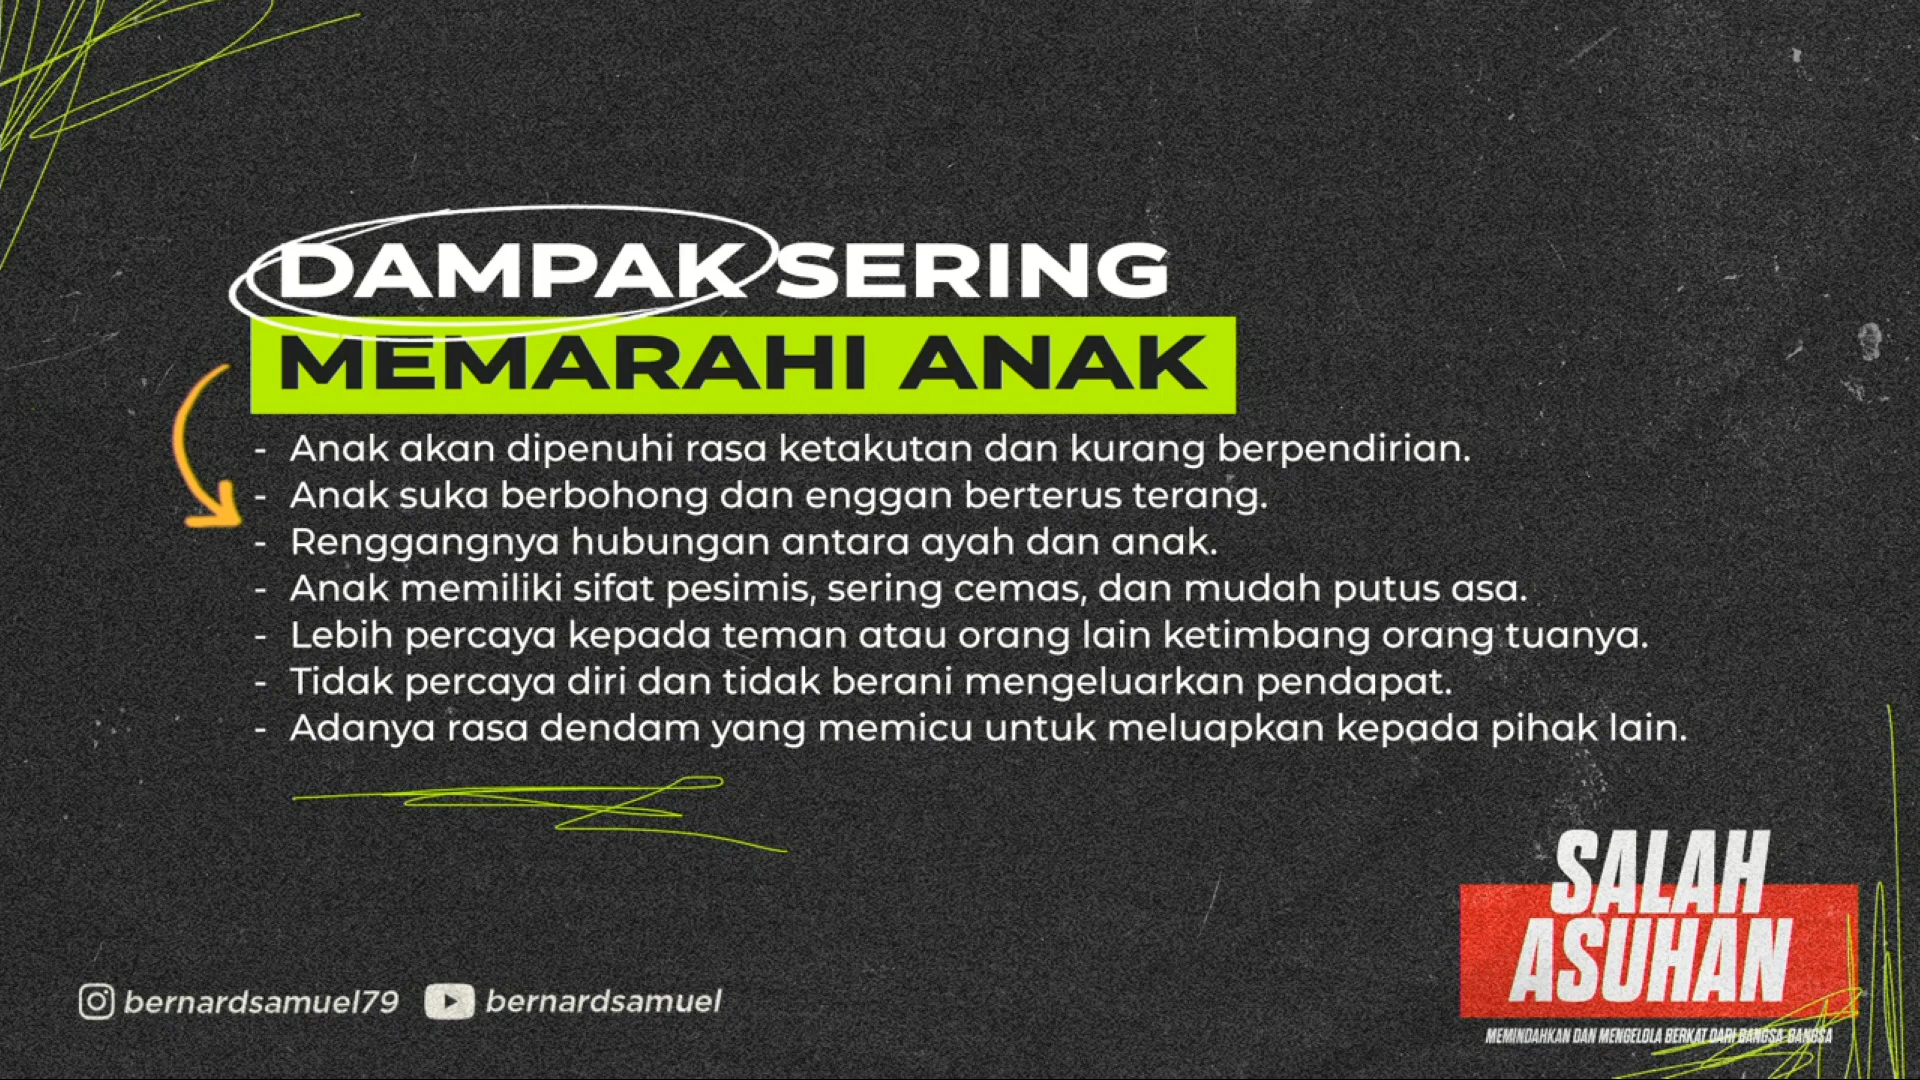 DAMPAK SERING
MEMARAHI ANAK
- Anak akan dipenuhi rasa ketakutan dan kurang berpendirian.
- Anak suka berbohong dan enggan berterus terang.
- Renggangnya hubungan antara ayah dan anak.
- Anak memiliki sifat pesimis, sering cemas, dan mudah putus asa.
- Lebih percaya kepada teman atau orang lain ketimbang orang tuanya.
- Tidak percaya diri dan tidak berani mengeluarkan pendapat.
- Adanya rasa dendam yang memicu untuk meluapkan kepada pihak lain.
SALAH
ASUHAN
MEMINDAHKAN DAN MENGELOLA BERKAT DARI BANGSA-BANGSA
bernardsamuel79 bernardsamuel